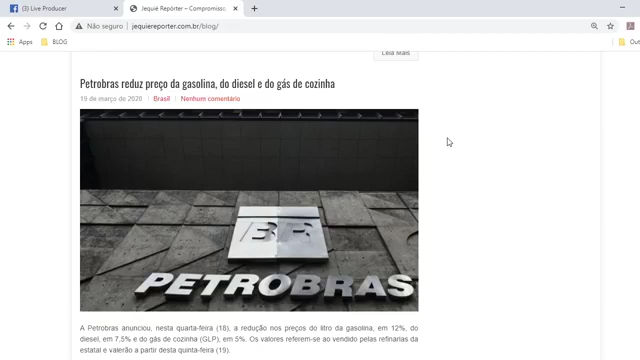 (3) Live Producer
Jequié Repórter – Compromisso
Não seguro | jequiereporter.com.br/blog/
Apps
BLOG
Leia Mais
Petrobras reduz preço da gasolina, do diesel e do gás de cozinha
19 de março de 2020 | Brasil | Nenhum comentário
BR
PETROBRAS
A Petrobras anunciou, nesta quarta-feira (18), a redução nos preços do litro da gasolina, em 12%, do
diesel, em 7,5% e do gás de cozinha (GLP), em 5%. Os valores referem-se ao vendido pelas refinarias da
estatal e valerão a partir desta quinta-feira (19).